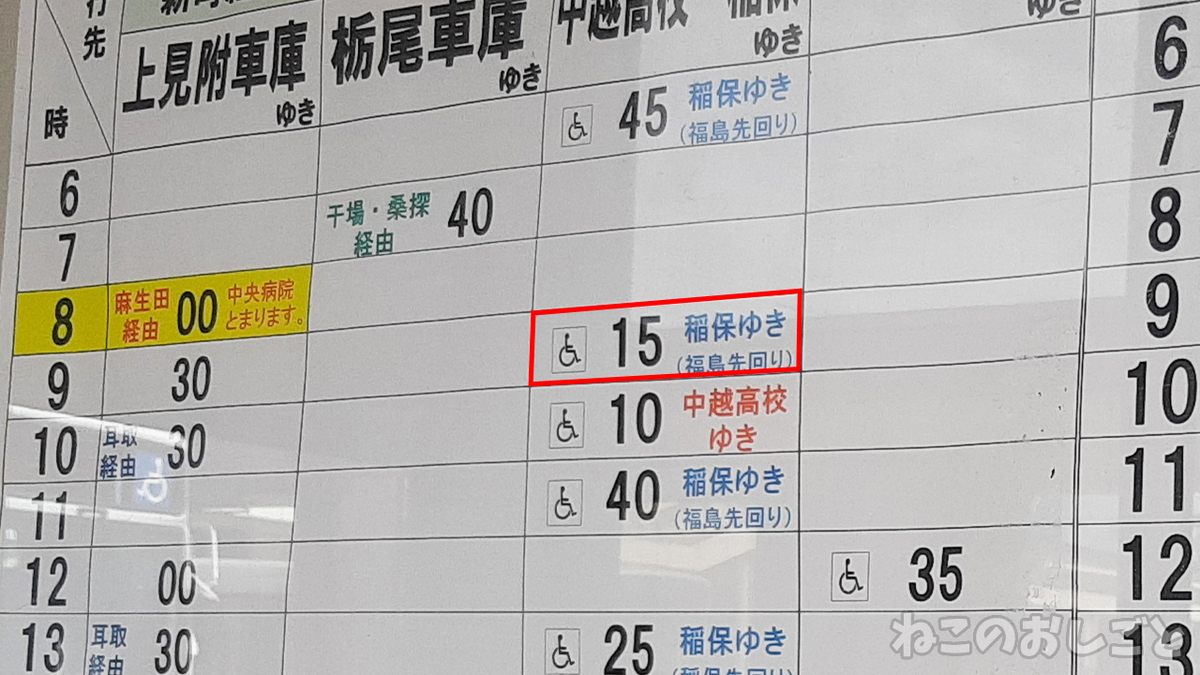 先
時
上見附車庫
ゆき
栃尾車庫
ゆき
中越高校 稲保
ゆき
ゆき
6
45 稲保ゆき
(福島先回り)
6
7
干場・桑探
経由
40
7
8
麻生田
経由
00
中央病院
とまります。
8
9
30
15 稲保ゆき
(福島先回り)
9
10
耳取
経由
30
10 中越高校
ゆき
10
11
40 稲保ゆき
(福島先回り)
11
12
00
35
12
13
耳取
経由
30
25 稲保ゆき
13
ねこのおしごと